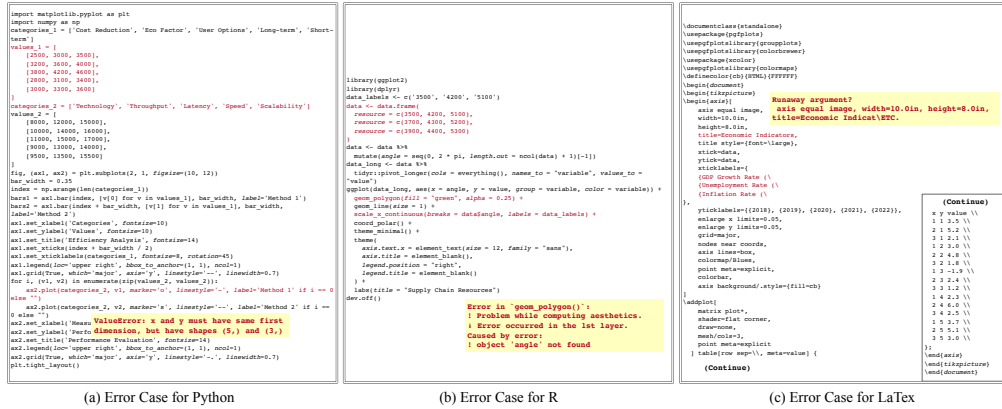 import matplotlib.pyplot as plt
import numpy as np
categories_1 = ['Cost Reduction', 'Eco Factor', 'User Options', 'Long-term', 'Short-
term']
values_1 = [
    [2500, 3000, 3500],
    [3200, 3600, 4000],
    [3800, 4200, 4600],
    [2800, 3100, 3400],
    [3000, 3300, 3600]
]
categories_2 = ['Technology', 'Throughput', 'Latency', 'Speed', 'Scalability']
values_2 = [
    [8000, 12000, 15000],
    [10000, 14000, 16000],
    [11000, 15000, 17000],
    [9000, 13000, 14000],
    [9500, 13500, 15500]
]
fig, (ax1, ax2) = plt.subplots(2, 1, figsize=(10, 12))
bar_width = 0.35
index = np.arange(len(categories_1))
bars1 = ax1.bar(index, [v[0] for v in values_1], bar_width, label='Method 1')
bars2 = ax1.bar(index + bar_width, [v[1] for v in values_1], bar_width,
label='Method 2')
ax1.set_xlabel('Categories', fontsize=10)
ax1.set_ylabel('Values', fontsize=10)
ax1.set_title('Efficiency Analysis', fontsize=14)
ax1.set_xticks(index + bar_width / 2)
ax1.set_xticklabels(categories_1, fontsize=8, rotation=45)
ax1.legend(loc='upper right', bbox_to_anchor=(1, 1), ncol=1)
ax1.grid(True, which='major', axis='y', linestyle='--', linewidth=0.7)
for i, (v1, v2) in enumerate(zip(values_2, values_2)):
    ax2.plot(categories_2, v1, marker='o', linestyle='-', label='Method 1' if i == 0
else "")
    ax2.plot(categories_2, v2, marker='s', linestyle='--', label='Method 2' if i =
=0 else "")
ax2.set_xlabel('Measu
ax2.set_ylabel('Perfo
ValueError: x and y must have same first
dimension, but have shapes (5,) and (3,)
ax2.set_title('Performance Evaluation', fontsize=14)
ax2.legend(loc='upper right', bbox_to_anchor=(1, 1), ncol=1)
ax2.grid(True, which='major', axis='y', linestyle='-.', linewidth=0.7)
plt.tight_layout()
(a) Error Case for Python
library(ggplot2)
library(dplyr)
data_labels <- c('3500', '4200', '5100')
data <- data.frame(
  resource = c(3500, 4200, 5100),
  resource = c(3700, 4300, 5200),
  resource = c(3900, 4400, 5300)
)
data <- data %>%
  mutate(angle = seq(0, 2 * pi, length.out = ncol(data) + 1)[-1])
data_long <- data %>%
  tidyr::pivot_longer(cols = everything(), names_to = "variable", values_to =
"value")
ggplot(data_long, aes(x = angle, y = value, group = variable, color = variable)) +
  geom_polygon(fill = "green", alpha = 0.25) +
  geom_line(size = 1) +
  scale_x_continuous(breaks = data$angle, labels = data_labels) +
  coord_polar() +
  theme_minimal() +
  theme(
    axis.text.x = element_text(size = 12, family = "sans"),
    axis.title = element_blank(),
    legend.position = "right",
    legend.title = element_blank()
  ) +
  labs(title = "Supply Chain Resources")
dev.off()
Error in `geom_polygon()`:
! Problem while computing aesthetics.
i Error occurred in the 1st layer.
Caused by error:
! object 'angle' not found
(b) Error Case for R
\documentclass{standalone}
\usepackage{pgfplots}
\usepgfplotslibrary{groupplots}
\usepgfplotslibrary{colorbrewer}
\usepackage{xcolor}
\usepgfplotslibrary{colormaps}
\definecolor{cb}{HTML}{FFFFFF}
\begin{document}
\begin{tikzpicture}
\begin{axis}[
    axis equal image,
    width=10.0in,
    height=8.0in,
    title=Economic Indicators,
    title style={font=\large},
    xtick=data,
    ytick=data,
    xticklabels={
    {GDP Growth Rate (\
    {Unemployment Rate (\
    {Inflation Rate (\
},
    yticklabels={{2018}, {2019}, {2020}, {2021}, {2022}},
    enlarge x limits=0.05,
    enlarge y limits=0.05,
    grid=major,
    nodes near coords,
    axis lines=box,
    colormap/Blues,
    point meta=explicit,
    colorbar,
    axis background/.style={fill=cb}
]
\addplot[
    matrix plot*,
    shader=flat corner,
    draw=none,
    mesh/cols=3,
    point meta=explicit
  ] table[row sep=\\, meta=value] {
(Continue)
Runaway argument?
axis equal image, width=10.0in, height=8.0in,
title=Economic Indicat\ETC.
(Continue)
x y value \\
1 1 3.5 \\
2 1 5.2 \\
3 1 2.1 \\
1 2 3.0 \\
2 2 4.8 \\
3 2 1.8 \\
1 3 -1.9 \\
2 3 2.4 \\
3 3 1.2 \\
1 4 2.3 \\
2 4 6.0 \\
3 4 2.5 \\
1 5 3.7 \\
2 5 5.1 \\
3 5 3.0 \\
};
\end{axis}
\end{tikzpicture}
\end{document}
(c) Error Case for LaTex